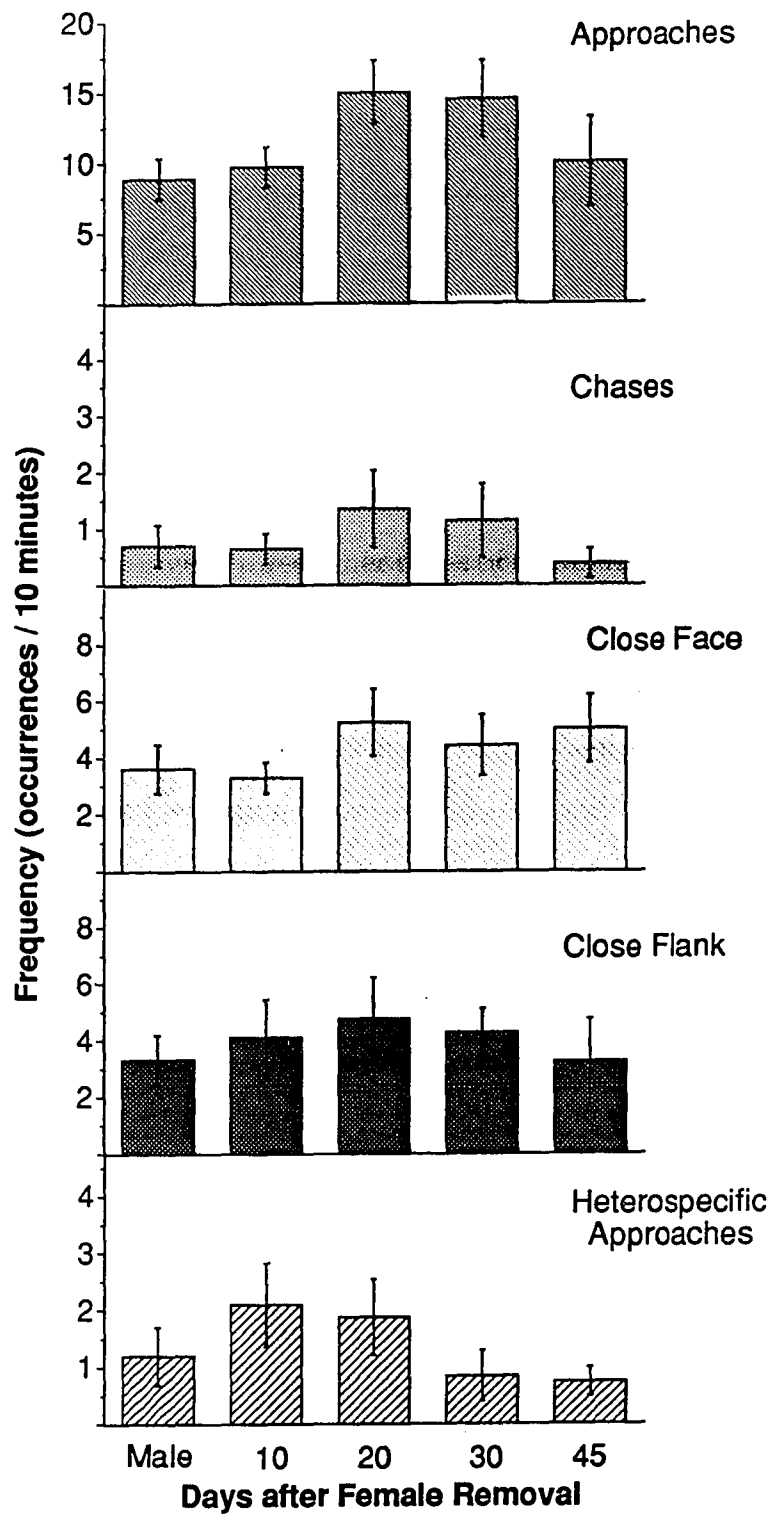 20
Approaches
15
10
5
4
Chases
3
2
1
8
Close Face
6
4
2
8
Close Flank
6
4
2
4
Heterospecific
Approaches
3
2
1
Frequency (occurrences / 10 minutes)
Male 10 20 30 45
Days after Female Removal